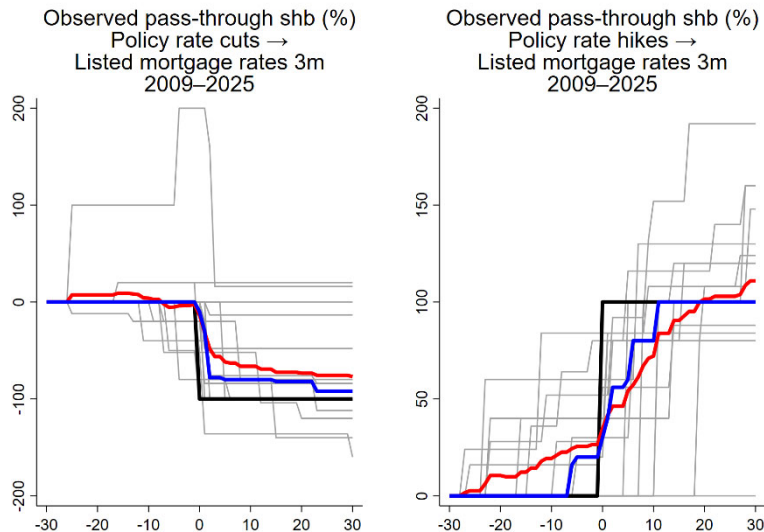 Observed pass-through shb (%)
Policy rate cuts →
Listed mortgage rates 3m
2009–2025
200
100
0
-100
-200
-30 -20 -10 0 10 20 30
Observed pass-through shb (%)
Policy rate hikes →
Listed mortgage rates 3m
2009–2025
200
150
100
50
0
-30 -20 -10 0 10 20 30